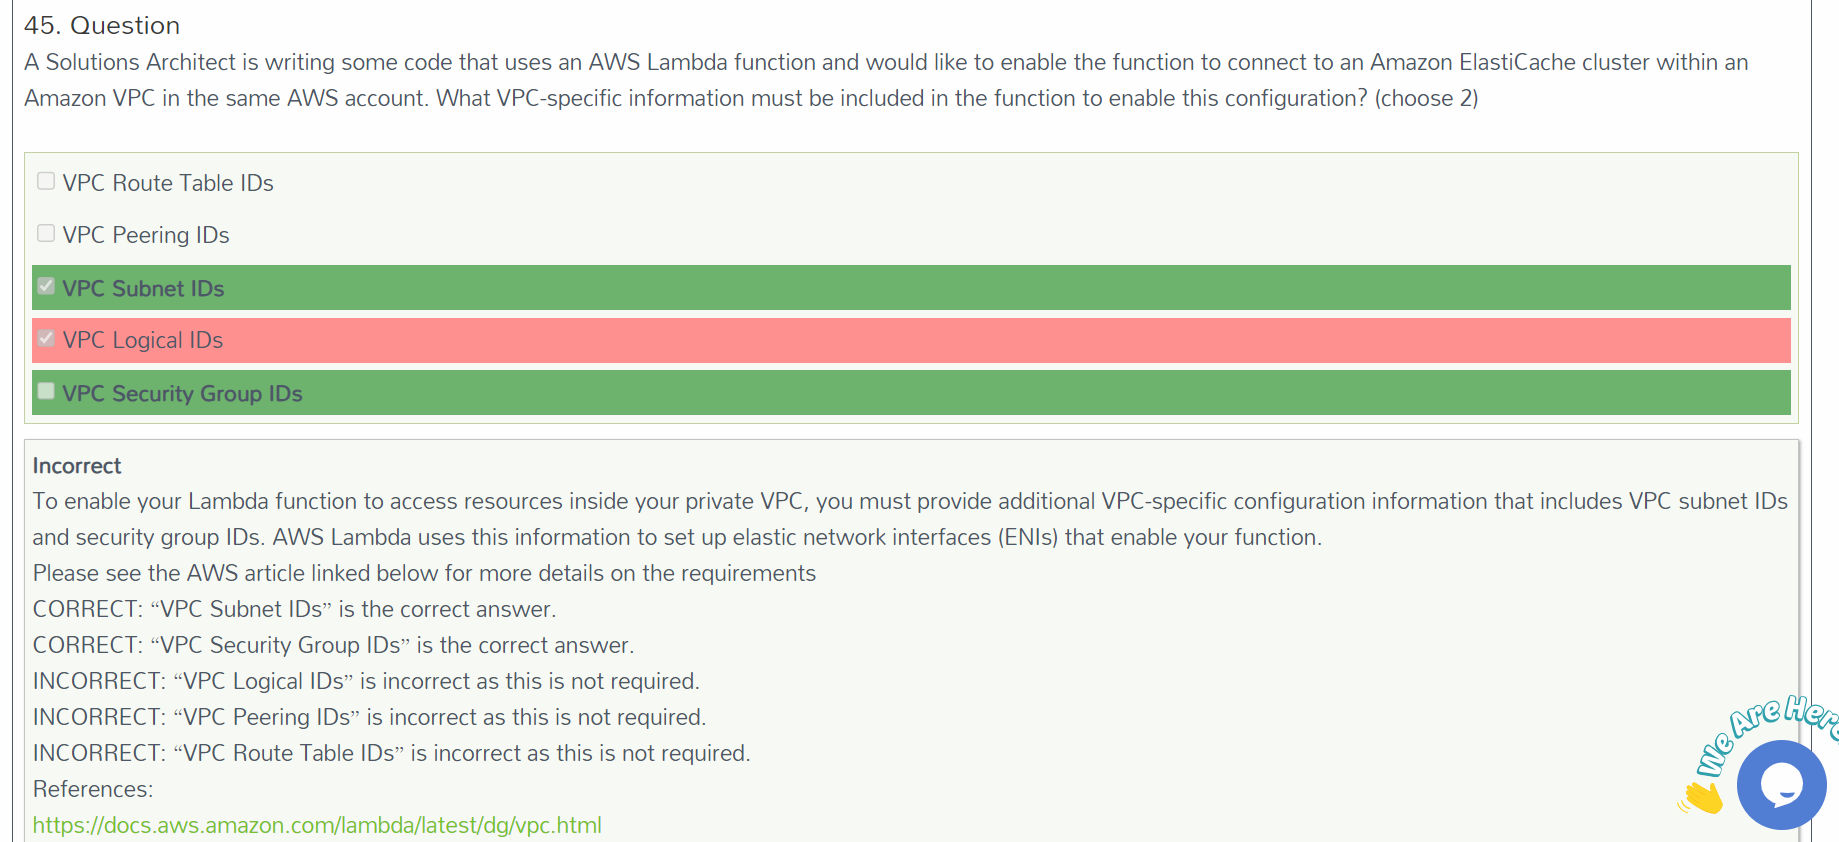 45. Question
A Solutions Architect is writing some code that uses an AWS Lambda function and would like to enable the function to connect to an Amazon ElastiCache cluster within an
Amazon VPC in the same AWS account. What VPC-specific information must be included in the function to enable this configuration? (choose 2)
VPC Route Table IDs
VPC Peering IDs
VPC Subnet IDs
VPC Logical IDs
VPC Security Group IDs
Incorrect
To enable your Lambda function to access resources inside your private VPC, you must provide additional VPC-specific configuration information that includes VPC subnet IDs
and security group IDs. AWS Lambda uses this information to set up elastic network interfaces (ENIs) that enable your function.
Please see the AWS article linked below for more details on the requirements
CORRECT: “VPC Subnet IDs” is the correct answer.
CORRECT: “VPC Security Group IDs” is the correct answer.
INCORRECT: “VPC Logical IDs” is incorrect as this is not required.
INCORRECT: “VPC Peering IDs” is incorrect as this is not required.
INCORRECT: “VPC Route Table IDs” is incorrect as this is not required.
References:
https://docs.aws.amazon.com/lambda/latest/dg/vpc.html
We Are Here